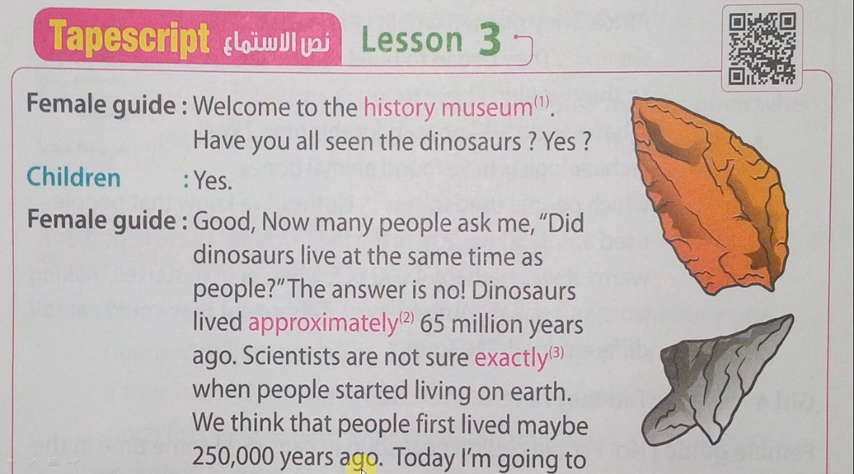 Tapescript نص الاستماع Lesson 3
Female guide : Welcome to the history museum(1).
Have you all seen the dinosaurs ? Yes ?
Children : Yes.
Female guide : Good, Now many people ask me, “Did
dinosaurs live at the same time as
people?” The answer is no! Dinosaurs
lived approximately(2) 65 million years
ago. Scientists are not sure exactly(3)
when people started living on earth.
We think that people first lived maybe
250,000 years ago. Today I’m going to